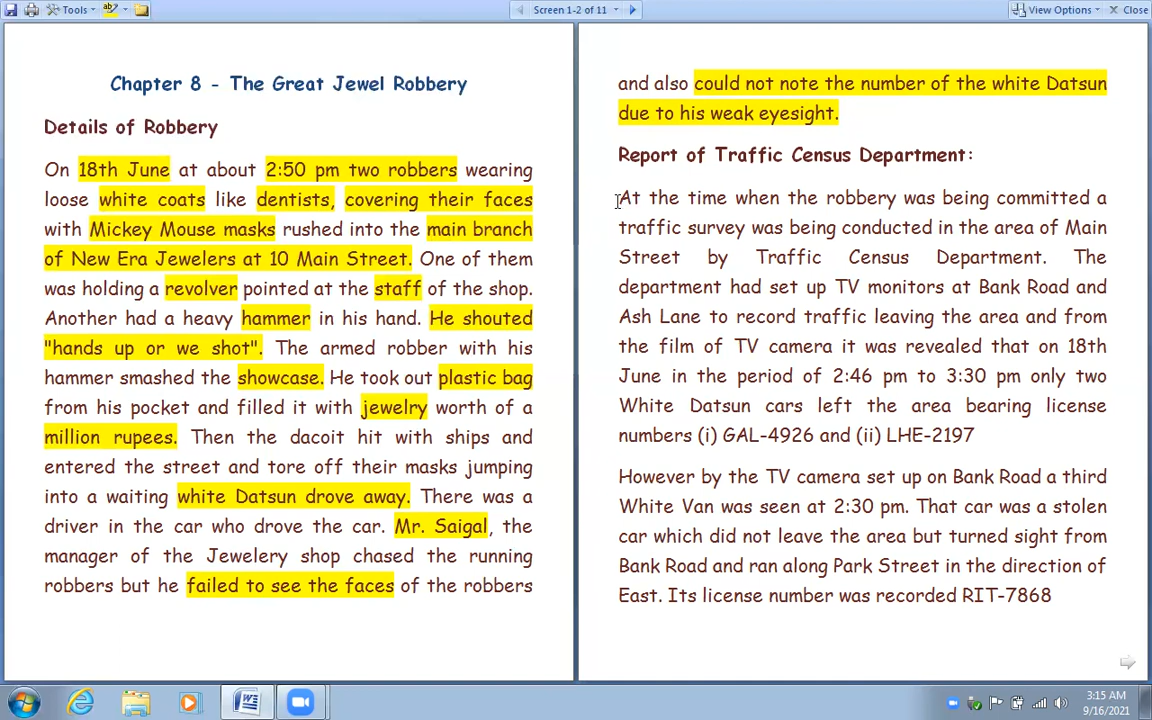 Tools
ab
Screen 1-2 of 11
View Options
Close
Chapter 8 - The Great Jewel Robbery
Details of Robbery
On 18th June at about 2:50 pm two robbers wearing
loose white coats like dentists, covering their faces
with Mickey Mouse masks rushed into the main branch
of New Era Jewelers at 10 Main Street. One of them
was holding a revolver pointed at the staff of the shop.
Another had a heavy hammer in his hand. He shouted
"hands up or we shot". The armed robber with his
hammer smashed the showcase. He took out plastic bag
from his pocket and filled it with jewelry worth of a
million rupees. Then the dacoit hit with ships and
entered the street and tore off their masks jumping
into a waiting white Datsun drove away. There was a
driver in the car who drove the car. Mr. Saigal, the
manager of the Jewelery shop chased the running
robbers but he failed to see the faces of the robbers
and also could not note the number of the white Datsun
due to his weak eyesight.
Report of Traffic Census Department:
At the time when the robbery was being committed a
traffic survey was being conducted in the area of Main
Street by Traffic Census Department. The
department had set up TV monitors at Bank Road and
Ash Lane to record traffic leaving the area and from
the film of TV camera it was revealed that on 18th
June in the period of 2:46 pm to 3:30 pm only two
White Datsun cars left the area bearing license
numbers (i) GAL-4926 and (ii) LHE-2197
However by the TV camera set up on Bank Road a third
White Van was seen at 2:30 pm. That car was a stolen
car which did not leave the area but turned sight from
Bank Road and ran along Park Street in the direction of
East. Its license number was recorded RIT-7868
3:15 AM
9/16/2021